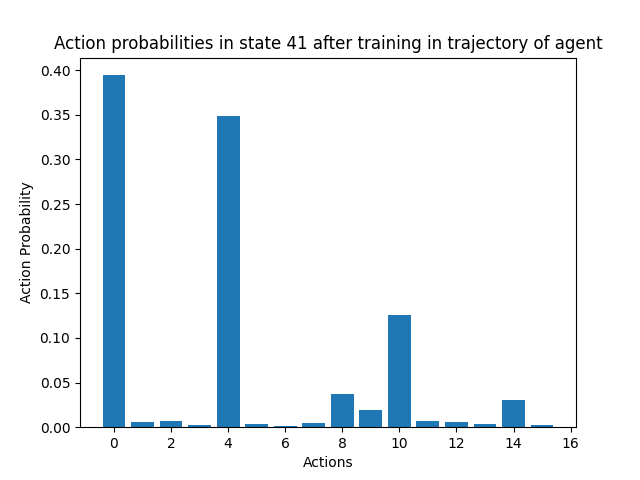 Action probabilities in state 41 after training in trajectory of agent
0.40
0.35
0.30
0.25
0.20
0.15
0.10
0.05
0.00
Action Probability
0 2 4 6 8 10 12 14 16
Actions